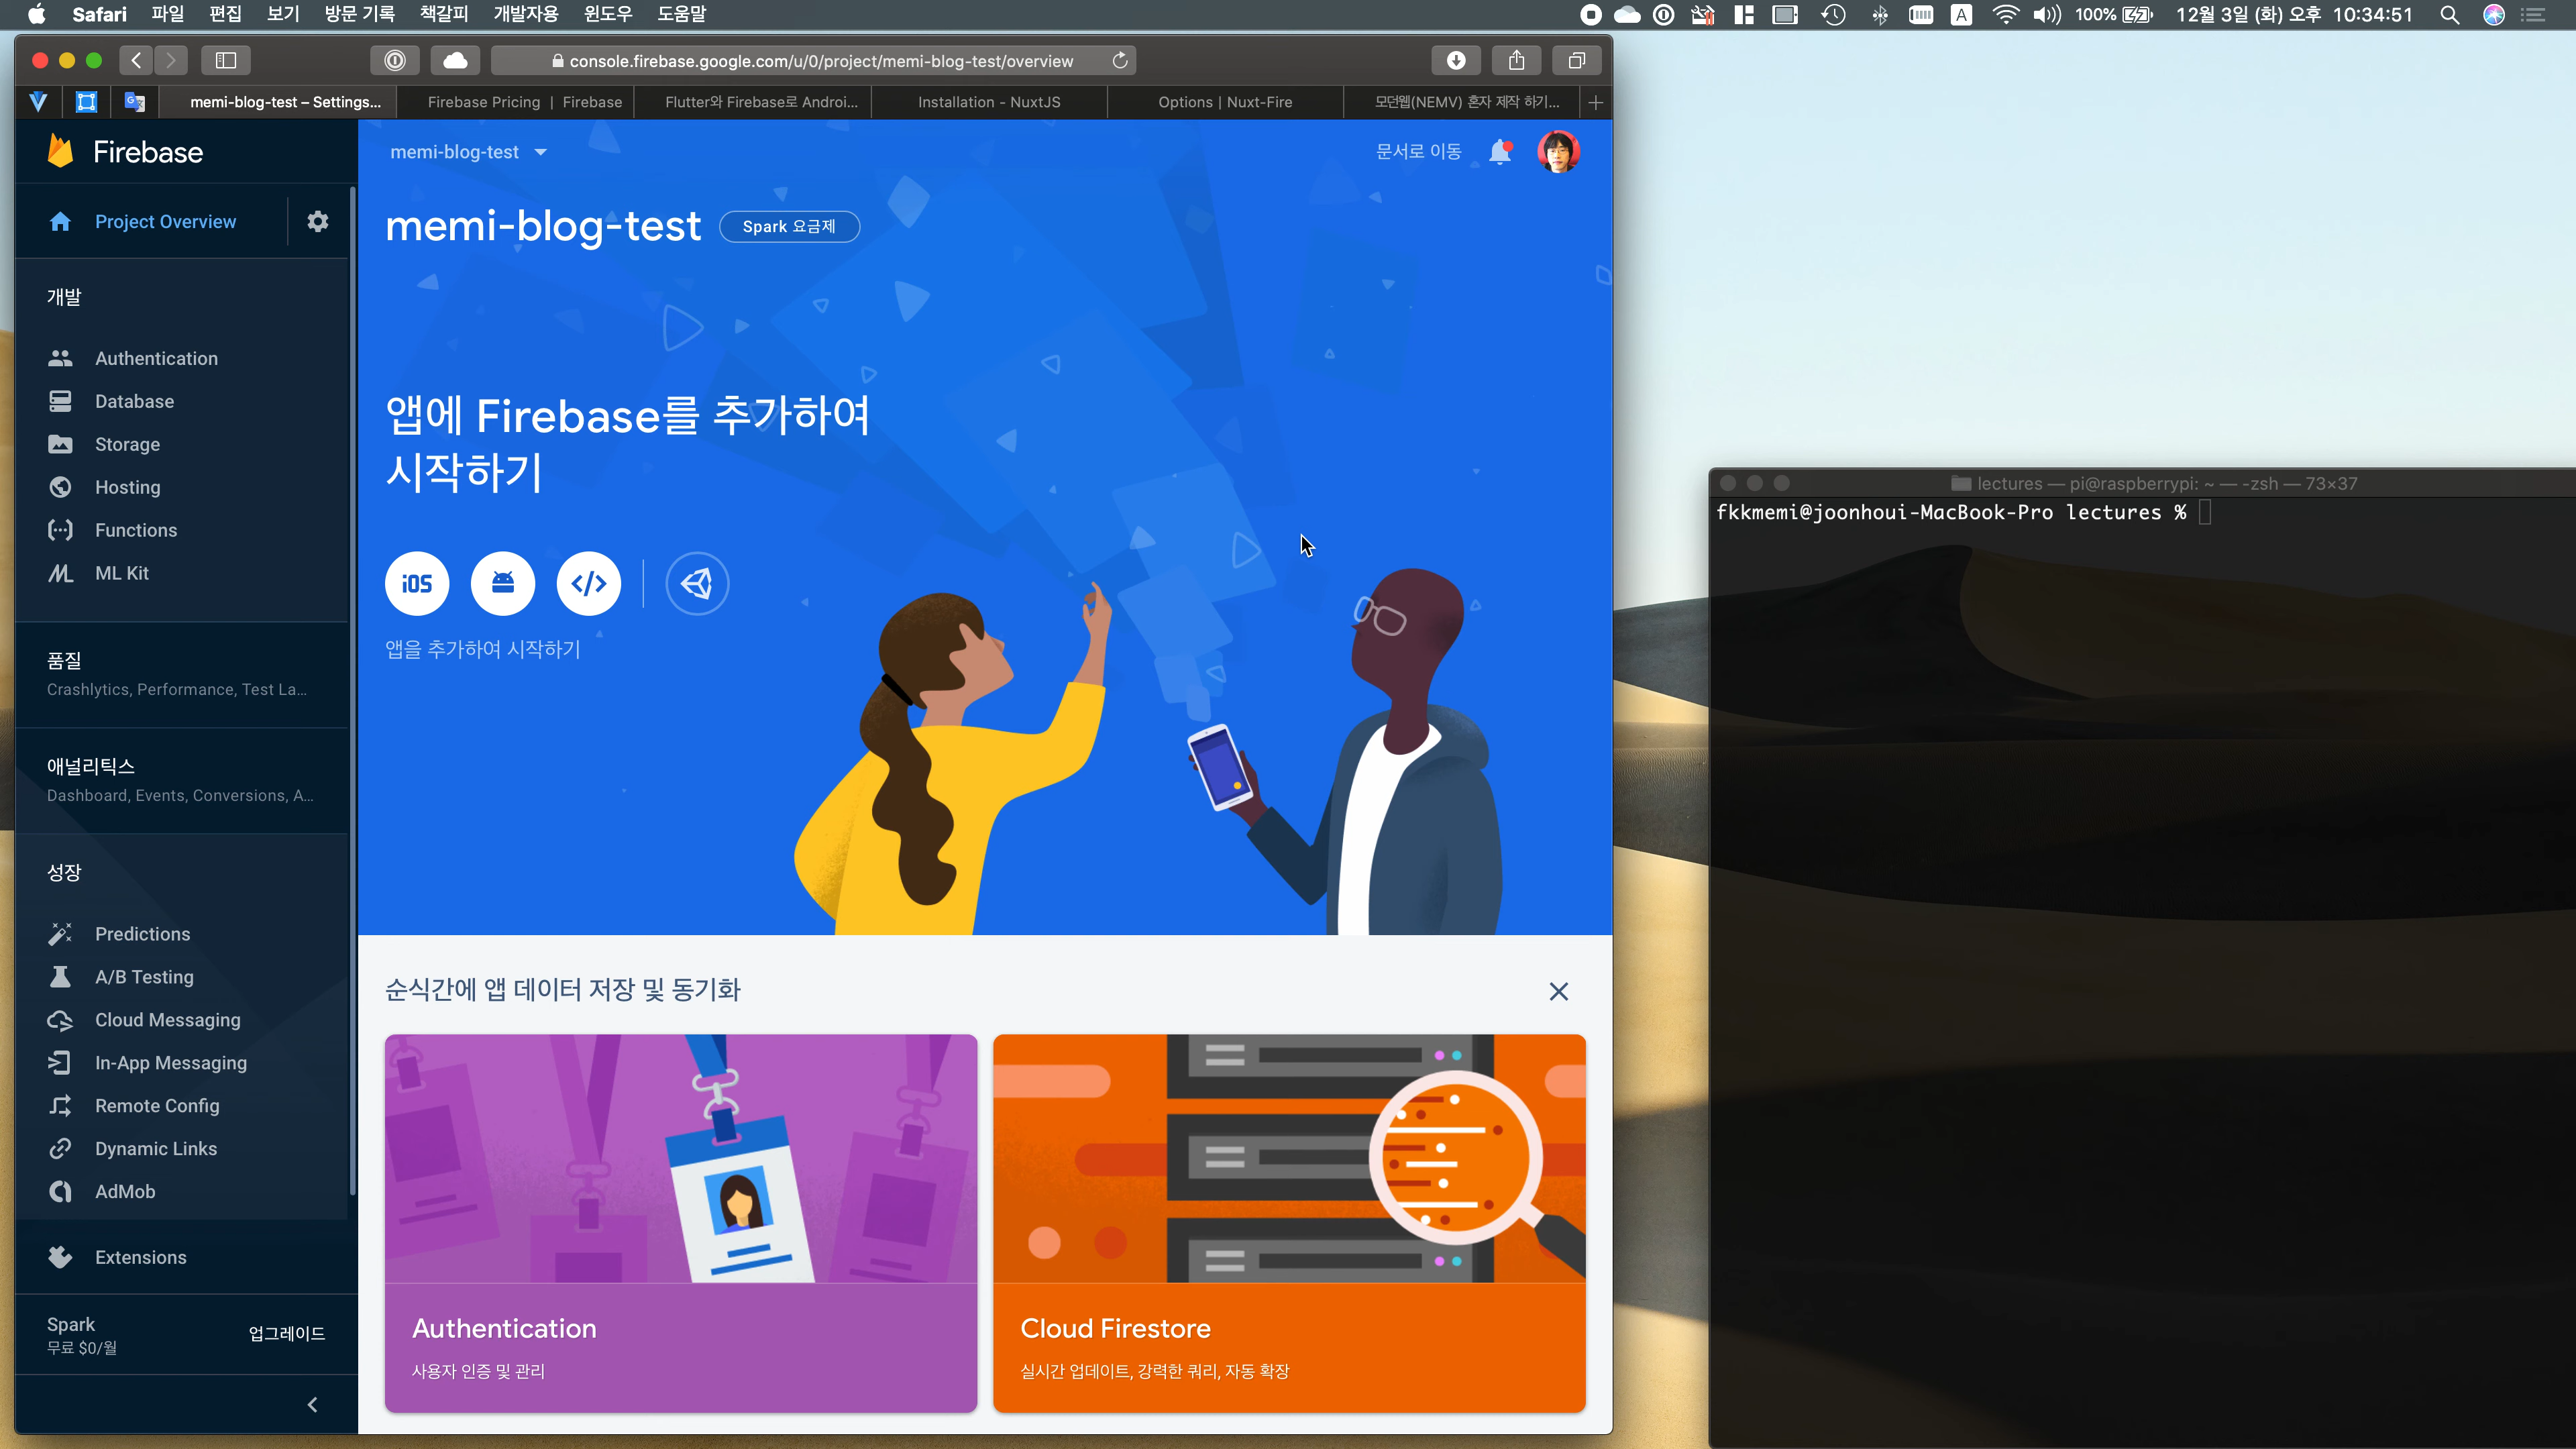 Safari 파일 편집 보기 방문 기록 책갈피 개발자용 윈도우 도움말
A 100% 12월 3일 (화) 오후 10:34:51
console.firebase.google.com/u/0/project/memi-blog-test/overview
memi-blog-test – Settings...
Firebase Pricing | Firebase
Flutter와 Firebase로 Androi...
Installation - NuxtJS
Options | Nuxt-Fire
모던웹(NEMV) 혼자 제작 하기...
Firebase
Project Overview
개발
Authentication
Database
Storage
Hosting
Functions
ML Kit
품질
Crashlytics, Performance, Test La...
애널리틱스
Dashboard, Events, Conversions, A...
성장
Predictions
A/B Testing
Cloud Messaging
In-App Messaging
Remote Config
Dynamic Links
AdMob
Extensions
Spark
무료 $0/월
업그레이드
memi-blog-test
문서로 이동
memi-blog-test
Spark 요금제
앱에 Firebase를 추가하여
시작하기
iOS
앱을 추가하여 시작하기
순식간에 앱 데이터 저장 및 동기화
Authentication
사용자 인증 및 관리
Cloud Firestore
실시간 업데이트, 강력한 쿼리, 자동 확장
lectures — pi@raspberrypi: ~ — -zsh — 73×37
fkkmemi@joonhoui-MacBook-Pro lectures %